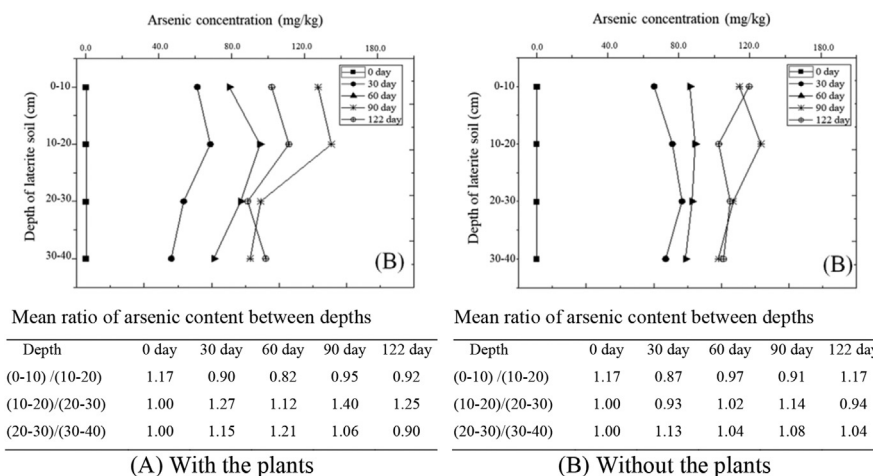 Arsenic concentration (mg/kg)
0.0 40.0 80.0 120.0 180.0
Depth of laterite soil (cm)
0-10
10-20
20-30
30-40
0 day
30 day
60 day
90 day
122 day
(B)
Mean ratio of arsenic content between depths
Depth 0 day 30 day 60 day 90 day 122 day
(0-10) /(10-20) 1.17 0.90 0.82 0.95 0.92
(10-20)/(20-30) 1.00 1.27 1.12 1.40 1.25
(20-30)/(30-40) 1.00 1.15 1.21 1.06 0.90
(A) With the plants
Arsenic concentration (mg/kg)
0.0 40.0 80.0 120.0 180.0
Depth of laterite soil (cm)
0-10
10-20
20-30
30-40
0 day
30 day
60 day
90 day
122 day
(B)
Mean ratio of arsenic content between depths
Depth 0 day 30 day 60 day 90 day 122 day
(0-10) /(10-20) 1.17 0.87 0.97 0.91 1.17
(10-20)/(20-30) 1.00 0.93 1.02 1.14 0.94
(20-30)/(30-40) 1.00 1.13 1.04 1.08 1.04
(B) Without the plants